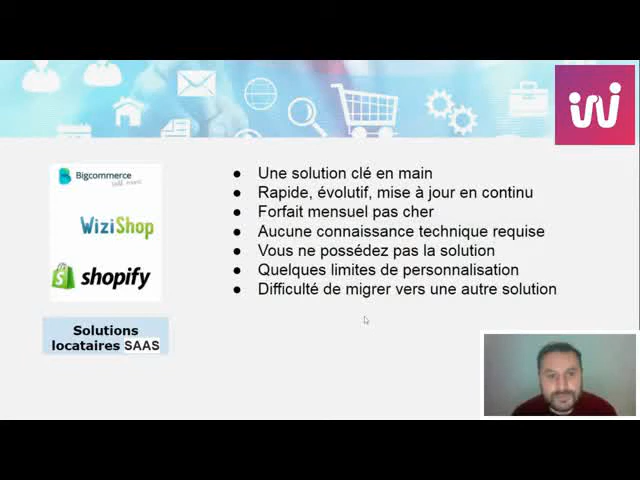 Bigcommerce
WiziShop
shopify
Solutions
locataires SAAS
● Une solution clé en main
● Rapide, évolutif, mise à jour en continu
● Forfait mensuel pas cher
● Aucune connaissance technique requise
● Vous ne possédez pas la solution
● Quelques limites de personnalisation
● Difficulté de migrer vers une autre solution